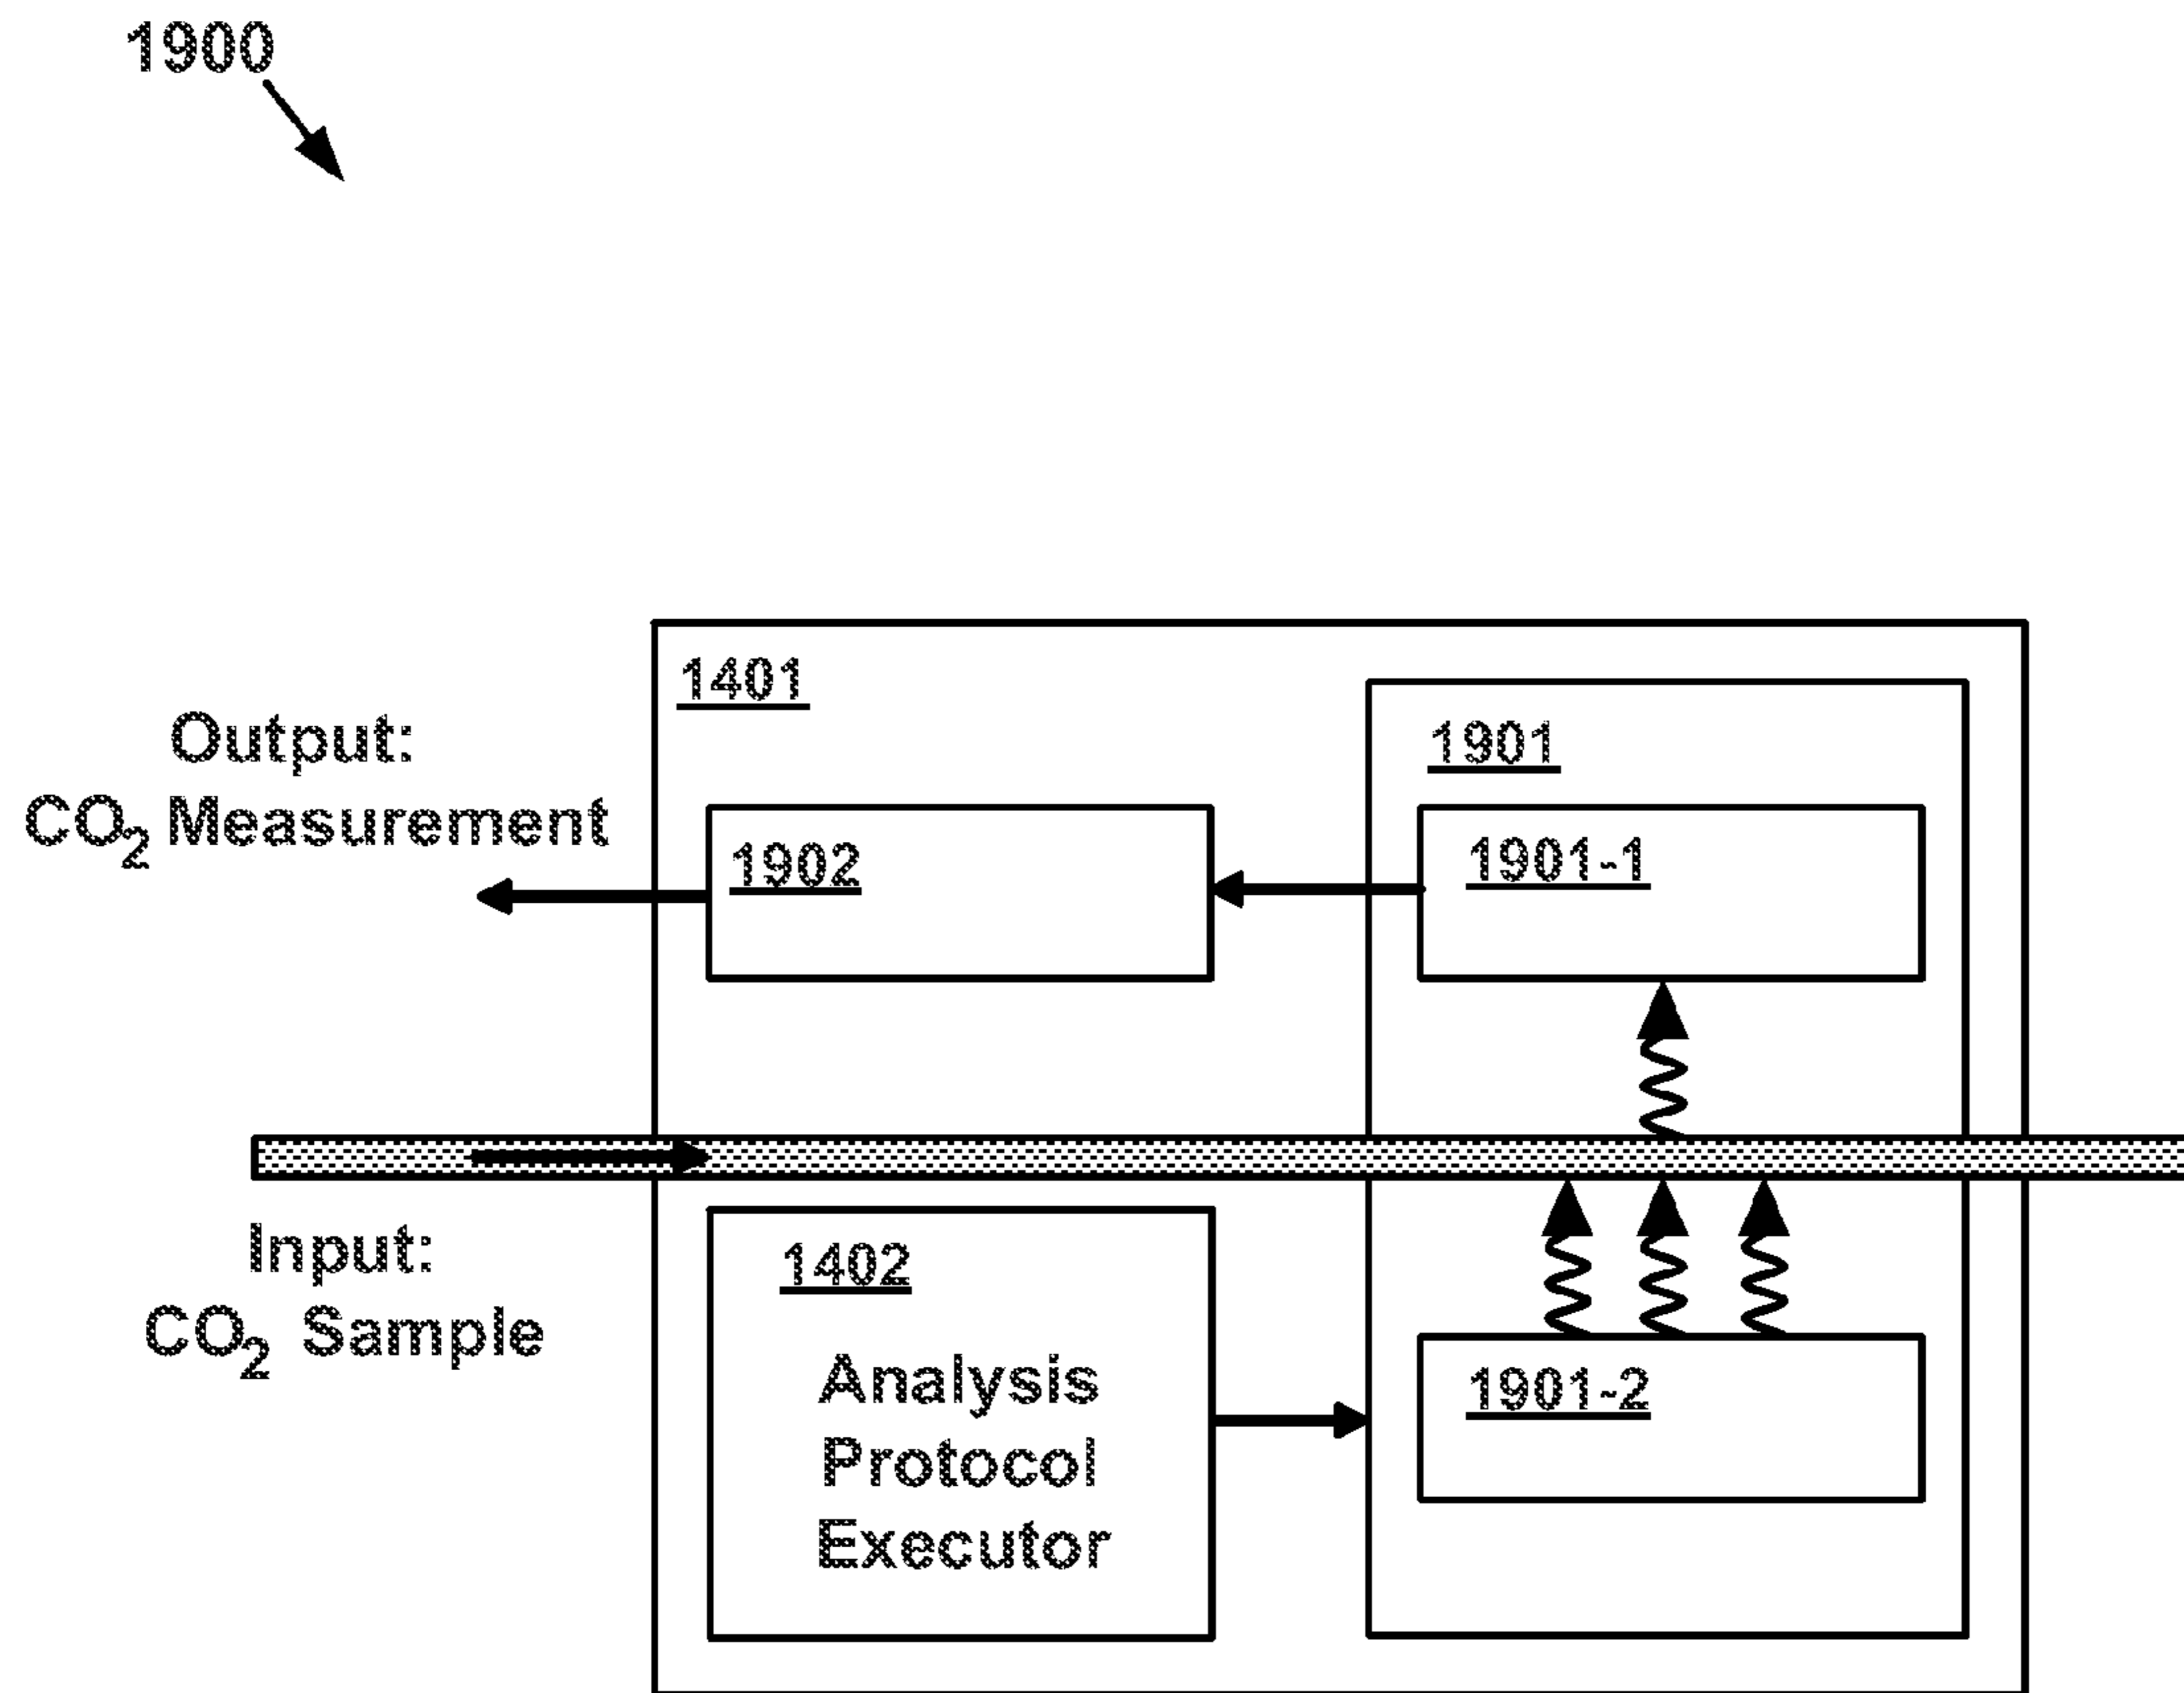 1900
1401
1901
Output:
CO2 Measurement
1902
1901-1
Input:
CO2 Sample
1402
Analysis
Protocol
Executor
1901-2